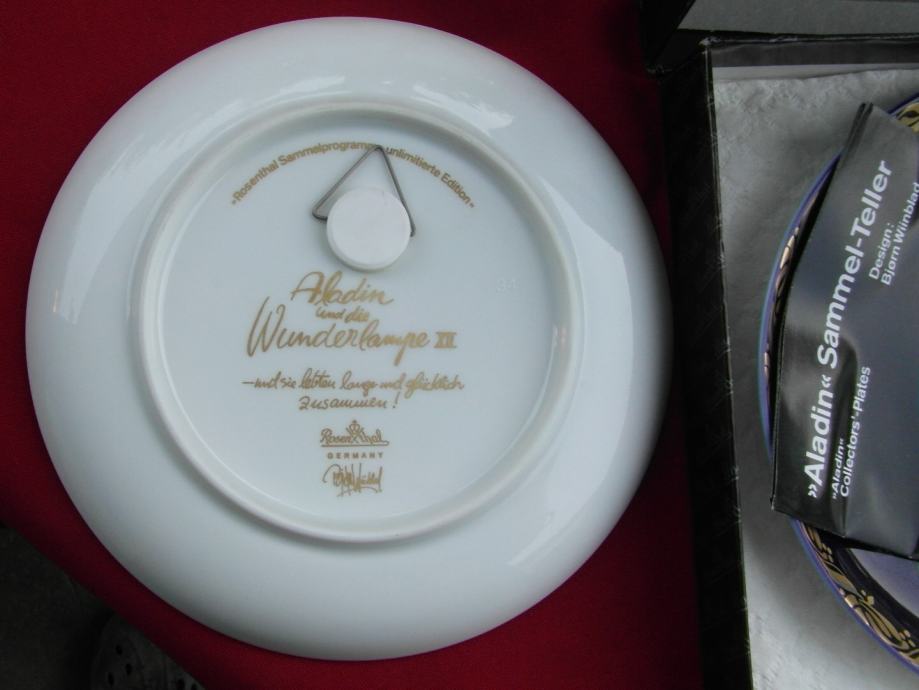 »Rosenthal Sammelprogramm unlimitierte Edition«
34
Aladin
und die
Wunderlampe XII
—und sie lebten lange und glücklich
zusammen!
Rosenthal
GERMANY
»Aladin« Sammel-Teller
Design:
Bjørn Wiinblad
„Aladin“
Collectors'-Plates